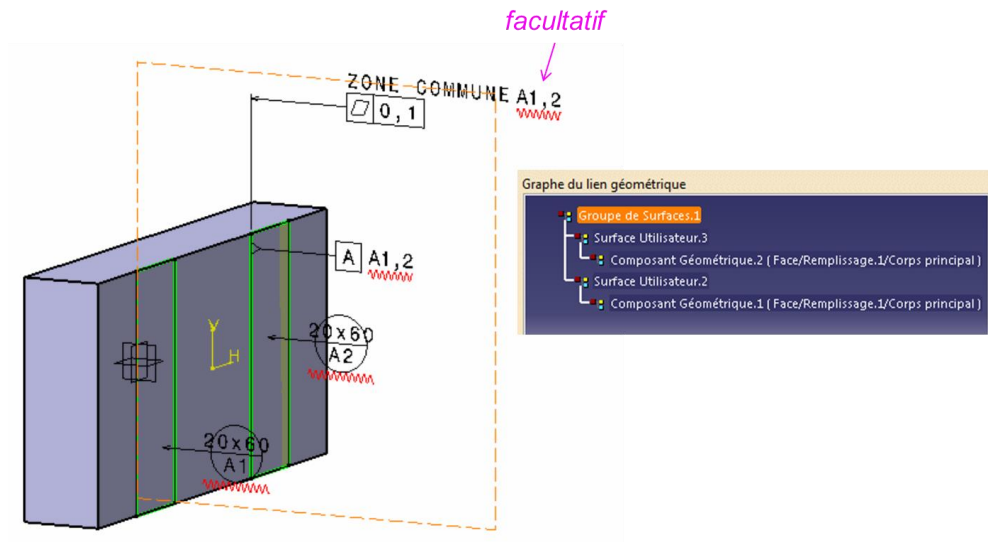 facultatif
ZONE COMMUNE A1,2
0,1
A A1,2
20x60
A2
V
H
20x60
A1
Graphe du lien géométrique
Groupe de Surfaces.1
Surface Utilisateur.3
Composant Géométrique.2 ( Face/Remplissage.1/Corps principal )
Surface Utilisateur.2
Composant Géométrique.1 ( Face/Remplissage.1/Corps principal )